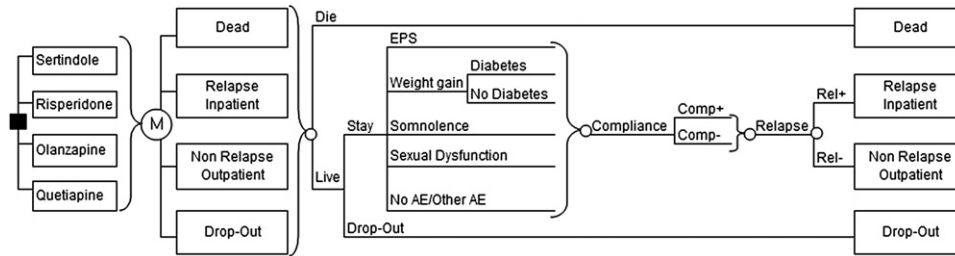 Sertindole
Risperidone
Olanzapine
Quetiapine
M
Dead
Relapse
Inpatient
Non Relapse
Outpatient
Drop-Out
Die
Live
Stay
Drop-Out
EPS
Weight gain
Diabetes
No Diabetes
Somnolence
Sexual Dysfunction
No AE/Other AE
Compliance
Comp+
Comp-
Relapse
Rel+
Rel-
Dead
Relapse
Inpatient
Non Relapse
Outpatient
Drop-Out